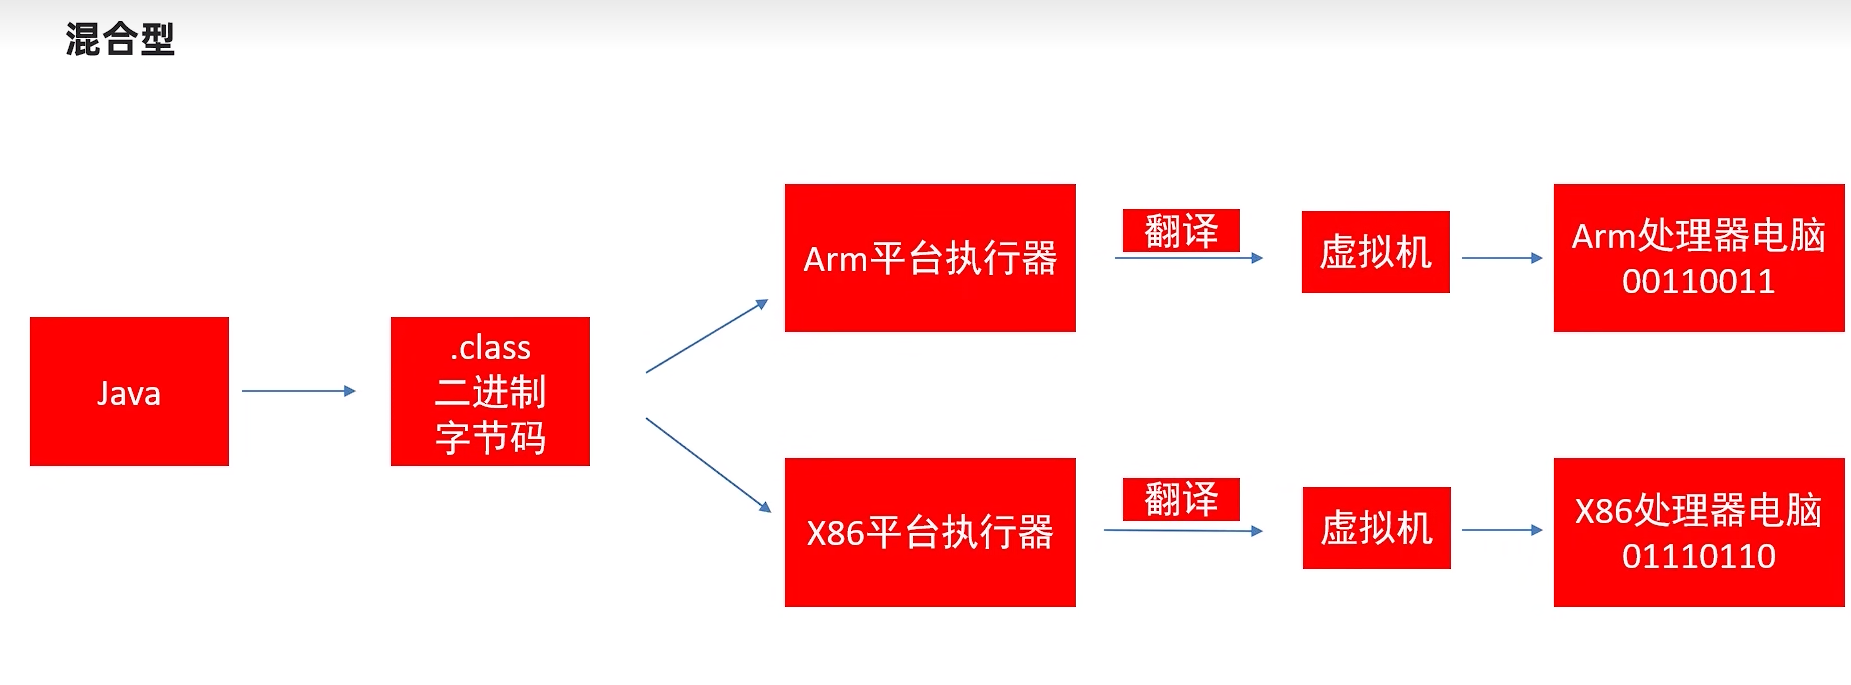 混合型
Java
.class
二进制
字节码
Arm平台执行器
翻译
虚拟机
Arm处理器电脑
00110011
X86平台执行器
翻译
虚拟机
X86处理器电脑
01110110